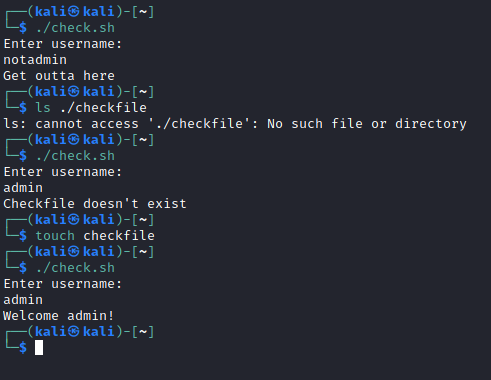 ┌──(kali㉿kali)-[~]
└─$ ./check.sh
Enter username:
notadmin
Get outta here
┌──(kali㉿kali)-[~]
└─$ ls ./checkfile
ls: cannot access './checkfile': No such file or directory
┌──(kali㉿kali)-[~]
└─$ ./check.sh
Enter username:
admin
Checkfile doesn't exist
┌──(kali㉿kali)-[~]
└─$ touch checkfile
┌──(kali㉿kali)-[~]
└─$ ./check.sh
Enter username:
admin
Welcome admin!
┌──(kali㉿kali)-[~]
└─$